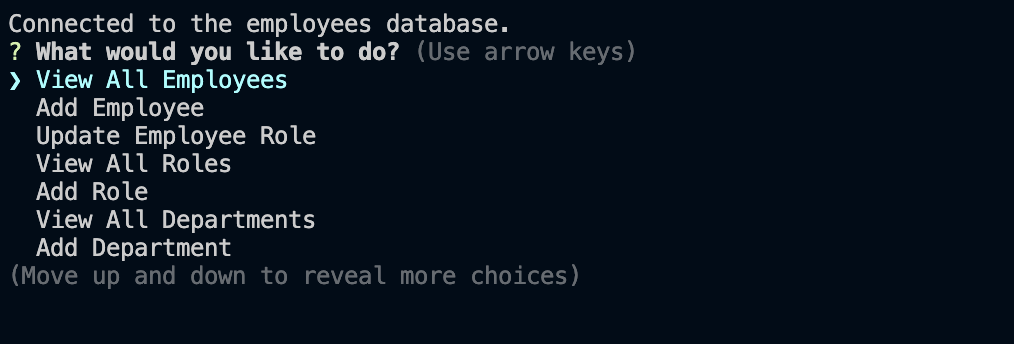 Connected to the employees database.
? What would you like to do? (Use arrow keys)
❯ View All Employees
Add Employee
Update Employee Role
View All Roles
Add Role
View All Departments
Add Department
(Move up and down to reveal more choices)